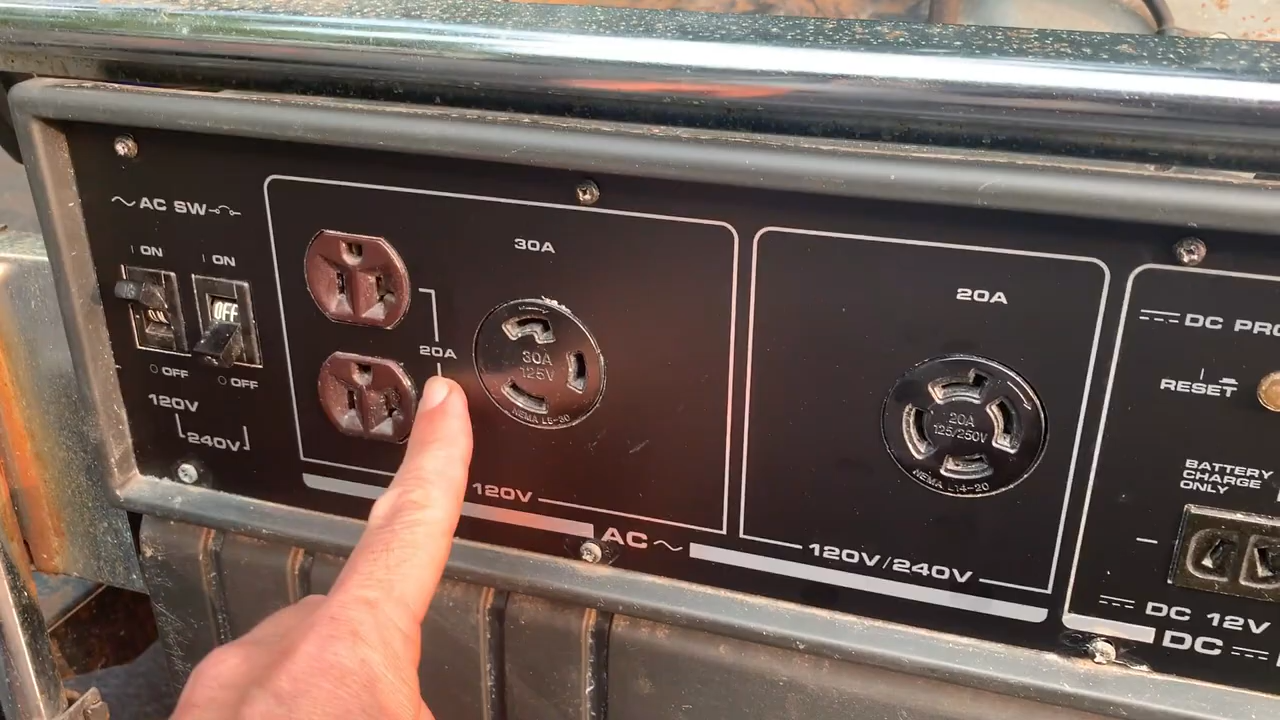 AC SW
ON
ON
ON
OFF
OFF
OFF
120V
240V
30A
20A
30A
125V
NEMA L5-30
120V
AC
20A
20A
125/250V
NEMA L14-20
120V/240V
DC PRO
RESET
BATTERY
CHARGE
ONLY
DC 12V
DC